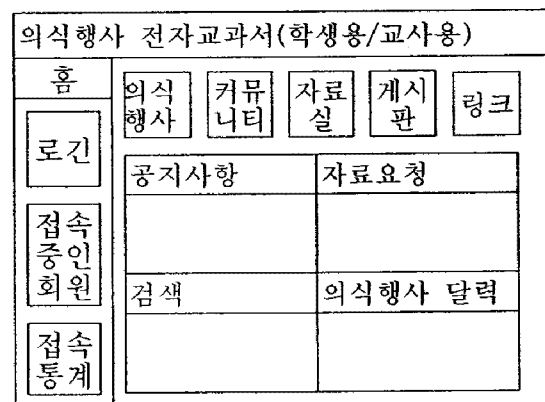 의식행사 전자교과서(학생용/교사용)
홈
의식
행사
커뮤
니티
자료
실
게시
판
링크
로긴
공지사항
자료요청
접속
중인
회원
검색
의식행사 달력
접속
통계